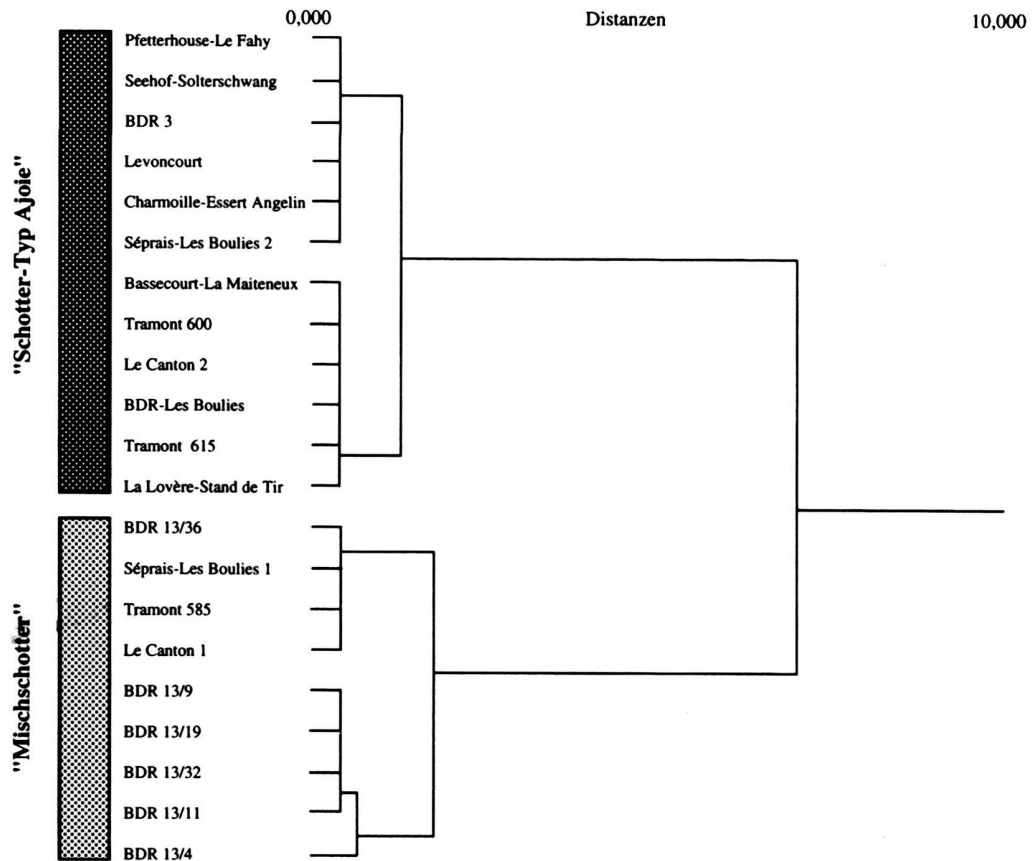 0,000 Distanzen 10,000
"Schotter-Typ Ajoie"
Pfetterhouse-Le Fahy
Seehof-Solterschwang
BDR 3
Levoncourt
Charmoille-Essert Angelin
Séprais-Les Boulies 2
Bassecourt-La Maiteneux
Tramont 600
Le Canton 2
BDR-Les Boulies
Tramont 615
La Lovère-Stand de Tir
"Mischschotter"
BDR 13/36
Séprais-Les Boulies 1
Tramont 585
Le Canton 1
BDR 13/9
BDR 13/19
BDR 13/32
BDR 13/11
BDR 13/4